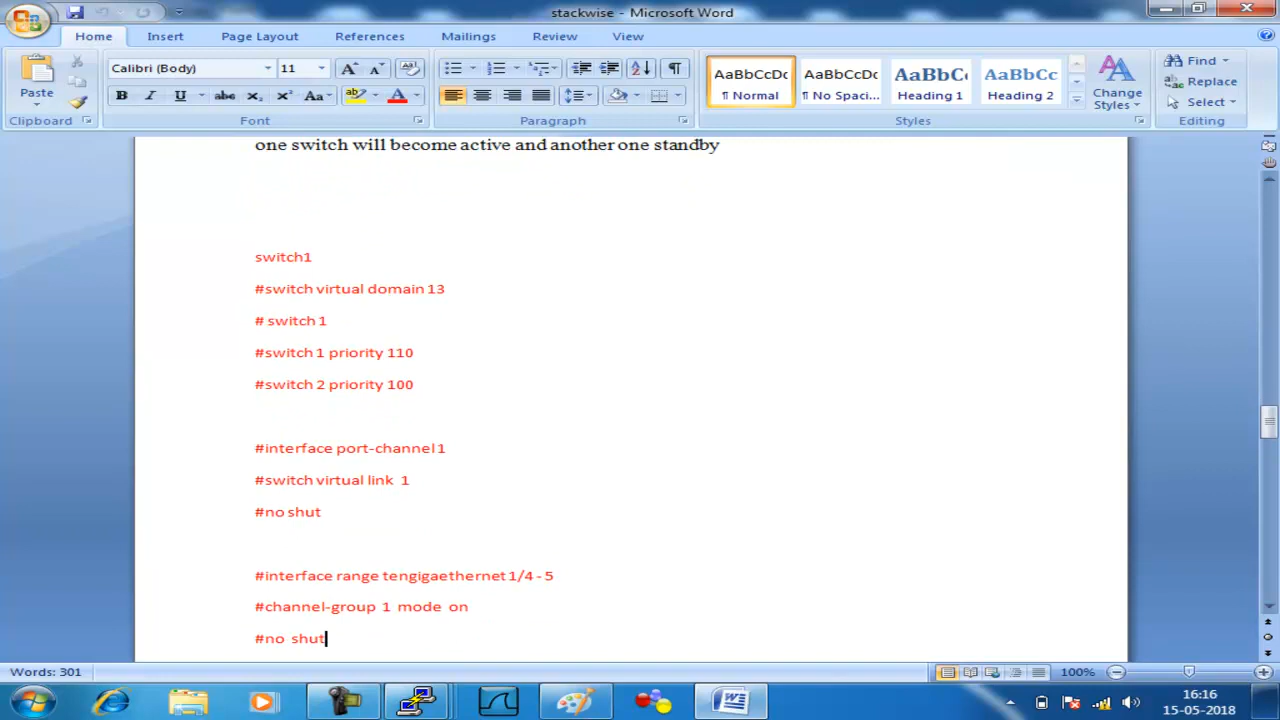 stackwise - Microsoft Word
Home Insert Page Layout References Mailings Review View
Paste
Clipboard
Calibri (Body) 11
Font
Paragraph
AaBbCcDc AaBbCcDc AaBbC AaBbCc
¶ Normal ¶ No Spaci... Heading 1 Heading 2
Change Styles
Styles
Find
Replace
Select
Editing
one switch will become active and another one standby
switch1
#switch virtual domain 13
# switch 1
#switch 1 priority 110
#switch 2 priority 100
#interface port-channel 1
#switch virtual link 1
#no shut
#interface range tengigaethernet 1/4 - 5
#channel-group 1 mode on
#no shut
Words: 301
100%
16:16
15-05-2018